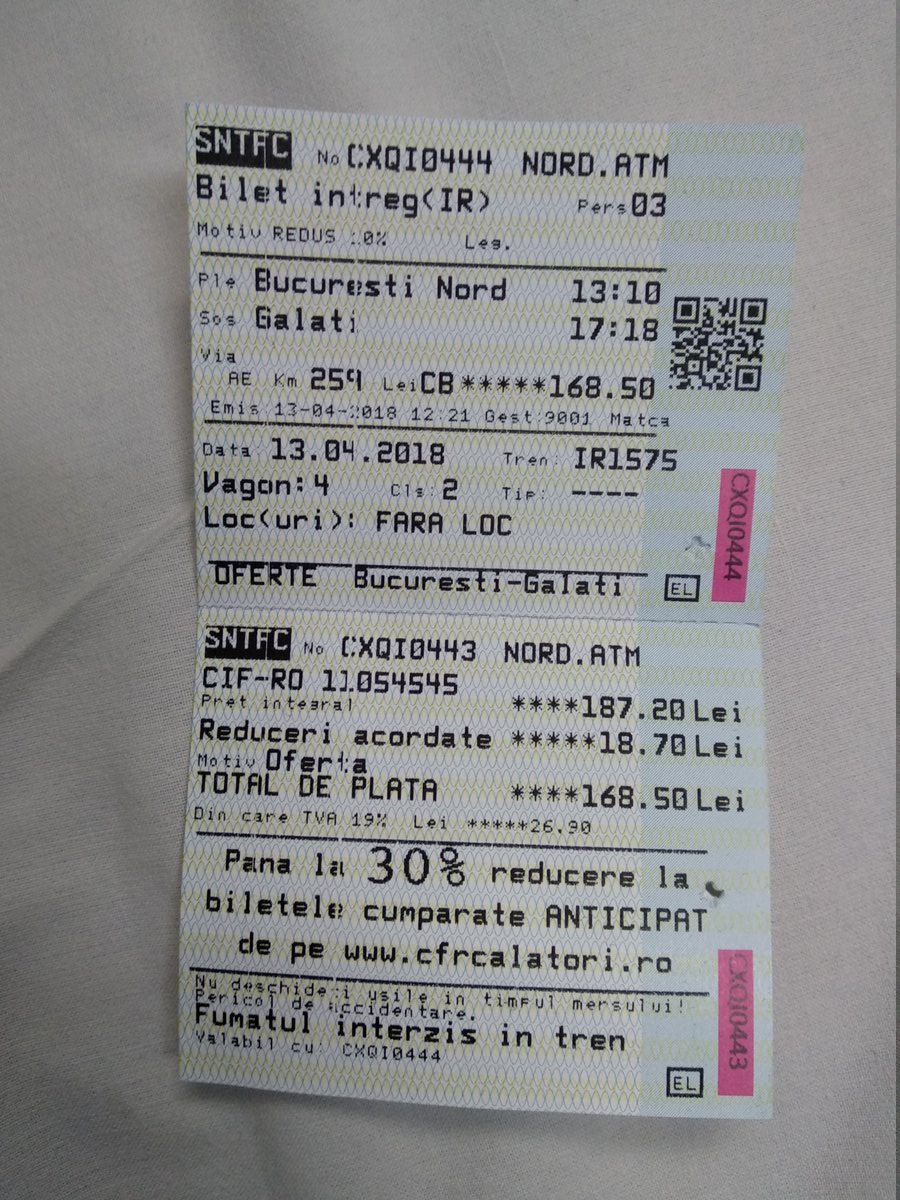 SNTFC No CXQI0444 NORD.ATM
Bilet intreg(IR) Pers 03
Motiv REDUS 10% Leg.
Ple Bucuresti Nord 13:10
Sos Galati 17:18
Via
AE Km 259 Lei CB *****168.50
Emis 13-04-2018 12:21 Gest:9001 Matca
Data 13.04.2018 Tren: IR1575
Vagon: 4 Cls: 2 Tip: ----
Loc(uri): FARA LOC
CXQI0444
OFERTE Bucuresti-Galati
EL
SNTFC No CXQI0443 NORD.ATM
CIF-RO 11054545
Pret integral ****187.20 Lei
Reduceri acordate *****18.70 Lei
Motiv Oferta
TOTAL DE PLATA ****168.50 Lei
Din care TVA 19% Lei *****26.90
Pana la 30% reducere la
biletele cumparate ANTICIPAT
de pe www.cfrcalatori.ro
Nu deschideti usile in timpul mersului!
Pericol de accidentare.
Fumatul interzis in tren
Valabil cu: CXQI0444
CXQI0443
EL